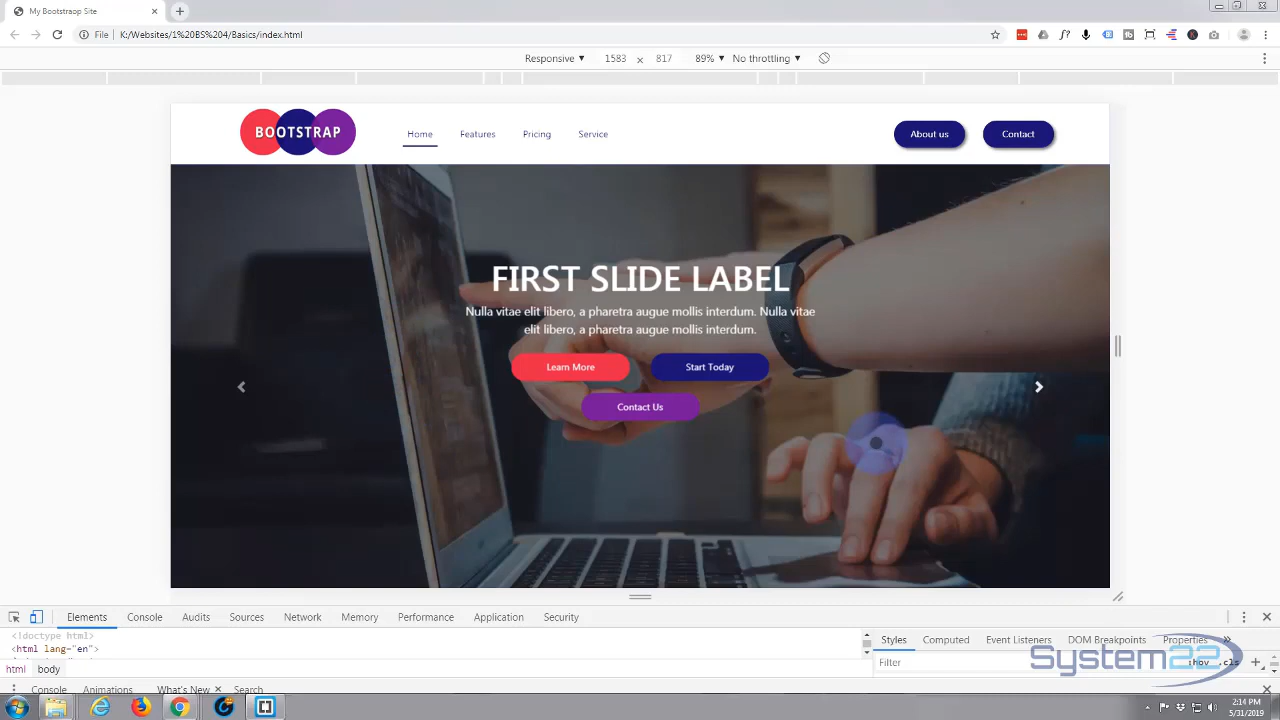 My Bootstraop Site
File K:/Websites/1%20BS%204/Basics/index.html
Responsive 1583 × 817 89% No throttling
BOOTSTRAP Home Features Pricing Service About us Contact
FIRST SLIDE LABEL
Nulla vitae elit libero, a pharetra augue mollis interdum. Nulla vitae
elit libero, a pharetra augue mollis interdum.
Learn More Start Today
Contact Us
Elements Console Audits Sources Network Memory Performance Application Security
<!doctype html>
<html lang="en">
Styles Computed Event Listeners DOM Breakpoints Properties
html body
Filter :hov .cls
System22
Console Animations What's New Search
2:14 PM
5/31/2019